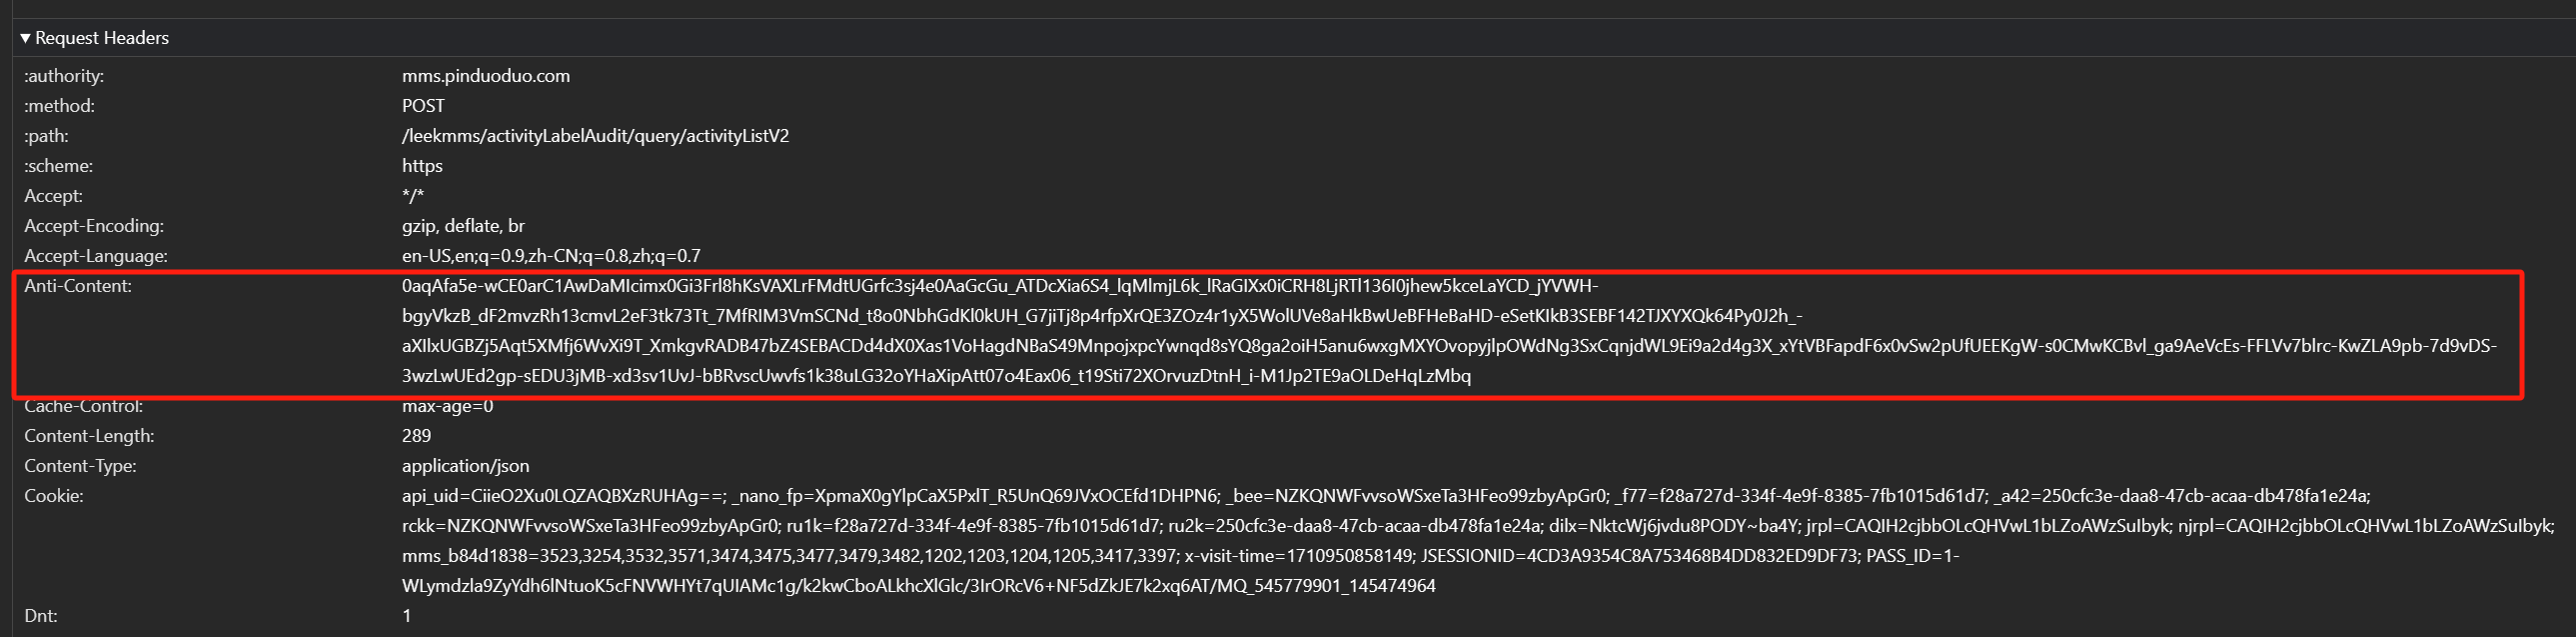 ▼ Request Headers
:authority: mms.pinduoduo.com
:method: POST
:path: /leekmms/activityLabelAudit/query/activityListV2
:scheme: https
Accept: */*
Accept-Encoding: gzip, deflate, br
Accept-Language: en-US,en;q=0.9,zh-CN;q=0.8,zh;q=0.7
Anti-Content: 0aqAfa5e-wCE0arC1AwDaMIcimx0Gi3Frl8hKsVAXLrFMdtUGrfc3sj4e0AaGcGu_ATDcXia6S4_lqMlmjL6k_lRaGIXx0iCRH8LjRTl136I0jhew5kceLaYCD_jYVWH-
bgyVkzB_dF2mvzRh13cmvL2eF3tk73Tt_7MfRIM3VmSCNd_t8o0NbhGdKl0kUH_G7jiTj8p4rfpXrQE3ZOz4r1yX5WolUVe8aHkBwUeBFHeBaHD-eSetKIkB3SEBF142TJXYXQk64Py0J2h_-
aXIlxUGBZj5Aqt5XMfj6WvXi9T_XmkgvRADB47bZ4SEBACDd4dX0Xas1VoHagdNBaS49MnpojxpcYwnqd8sYQ8ga2oiH5anu6wxgMXYOvopyjlpOWdNg3SxCqnjdWL9Ei9a2d4g3X_xYtVBFapdF6x0vSw2pUfUEEKgW-s0CMwKCBvl_ga9AeVcEs-FFLVv7blrc-KwZLA9pb-7d9vDS-
3wzLwUEd2gp-sEDU3jMB-xd3sv1UvJ-bBRvscUwvfs1k38uLG32oYHaXipAtt07o4Eax06_t19Sti72XOrvuzDtnH_i-M1Jp2TE9aOLDeHqLzMbq
Cache-Control: max-age=0
Content-Length: 289
Content-Type: application/json
Cookie: api_uid=CiieO2Xu0LQZAQBXzRUHAg==; _nano_fp=XpmaX0gYlpCaX5PxlT_R5UnQ69JVxOCEfd1DHPN6; _bee=NZKQNWFvvsoWSxeTa3HFeo99zbyApGr0; _f77=f28a727d-334f-4e9f-8385-7fb1015d61d7; _a42=250cfc3e-daa8-47cb-acaa-db478fa1e24a;
rckk=NZKQNWFvvsoWSxeTa3HFeo99zbyApGr0; ru1k=f28a727d-334f-4e9f-8385-7fb1015d61d7; ru2k=250cfc3e-daa8-47cb-acaa-db478fa1e24a; dilx=NktcWj6jvdu8PODY~ba4Y; jrpl=CAQIH2cjbbOLcQHVwL1bLZoAWzSuIbyk; njrpl=CAQIH2cjbbOLcQHVwL1bLZoAWzSuIbyk;
mms_b84d1838=3523,3254,3532,3571,3474,3475,3477,3479,3482,1202,1203,1204,1205,3417,3397; x-visit-time=1710950858149; JSESSIONID=4CD3A9354C8A753468B4DD832ED9DF73; PASS_ID=1-
WLymdzla9ZyYdh6lNtuoK5cFNVWHYt7qUIAMc1g/k2kwCboALkhcXlGlc/3IrORcV6+NF5dZkJE7k2xq6AT/MQ_545779901_145474964
Dnt: 1